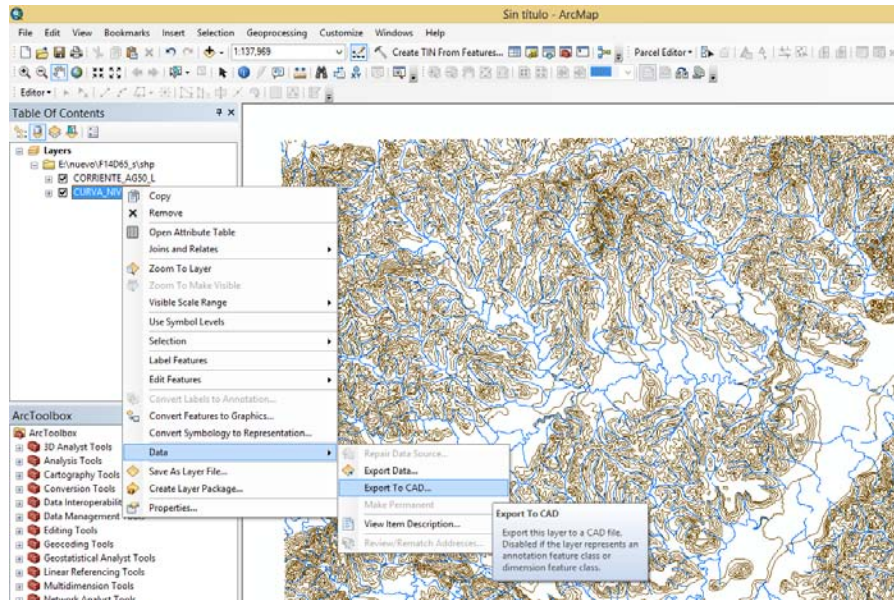 Sin título - ArcMap
File Edit View Bookmarks Insert Selection Geoprocessing Customize Windows Help
1:137,969
Create TIN From Features...
Parcel Editor
Editor
Table Of Contents
Layers
E:\nuevo\F14D65_s\shp
CORRIENTE_AG50_L
CURVA_NIV
Copy
Remove
Open Attribute Table
Joins and Relates
Zoom To Layer
Zoom To Make Visible
Visible Scale Range
Use Symbol Levels
Selection
Label Features
Edit Features
Convert Labels to Annotation...
Convert Features to Graphics...
Convert Symbology to Representation...
Data
Save As Layer File...
Create Layer Package...
Properties...
Repair Data Source...
Export Data...
Export To CAD...
Make Permanent
View Item Description...
Review/Rematch Addresses...
Export To CAD
Export this layer to a CAD file.
Disabled if the layer represents an
annotation feature class or
dimension feature class.
ArcToolbox
ArcToolbox
3D Analyst Tools
Analysis Tools
Cartography Tools
Conversion Tools
Data Interoperabilit
Data Management
Editing Tools
Geocoding Tools
Geostatistical Analyst Tools
Linear Referencing Tools
Multidimension Tools
Network Analyst Tools